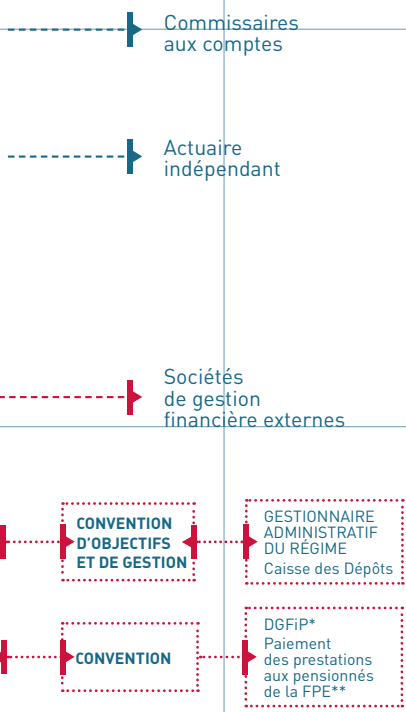 Commissaires
aux comptes
Actuaire
indépendant
Sociétés
de gestion
financière externes
CONVENTION
D'OBJECTIFS
ET DE GESTION
GESTIONNAIRE
ADMINISTRATIF
DU RÉGIME
Caisse des Dépôts
CONVENTION
DGFiP*
Paiement
des prestations
aux pensionnés
de la FPE**